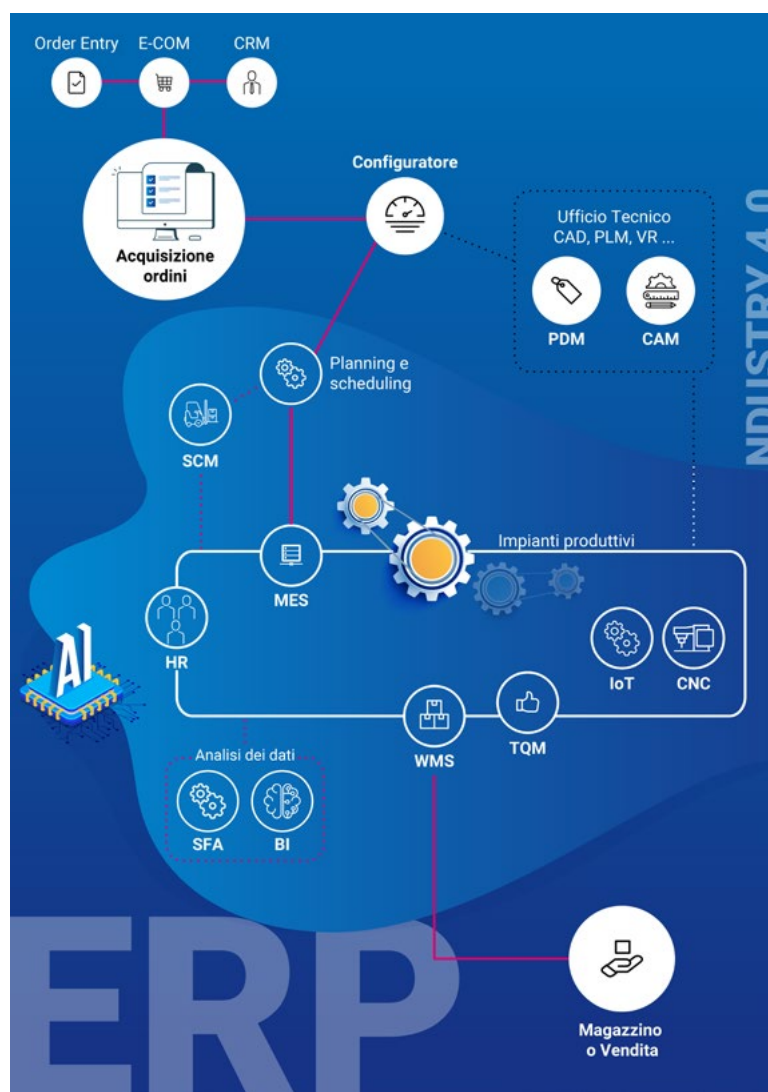 Order Entry
E-COM
CRM
Configuratore
Acquisizione
ordini
Ufficio Tecnico
CAD, PLM, VR ...
PDM
CAM
NDUSTRY 4.0
Planning e
scheduling
SCM
Impianti produttivi
MES
HR
AI
IoT
CNC
WMS
TQM
Analisi dei dati
SFA
BI
ERP
Magazzino
o Vendita